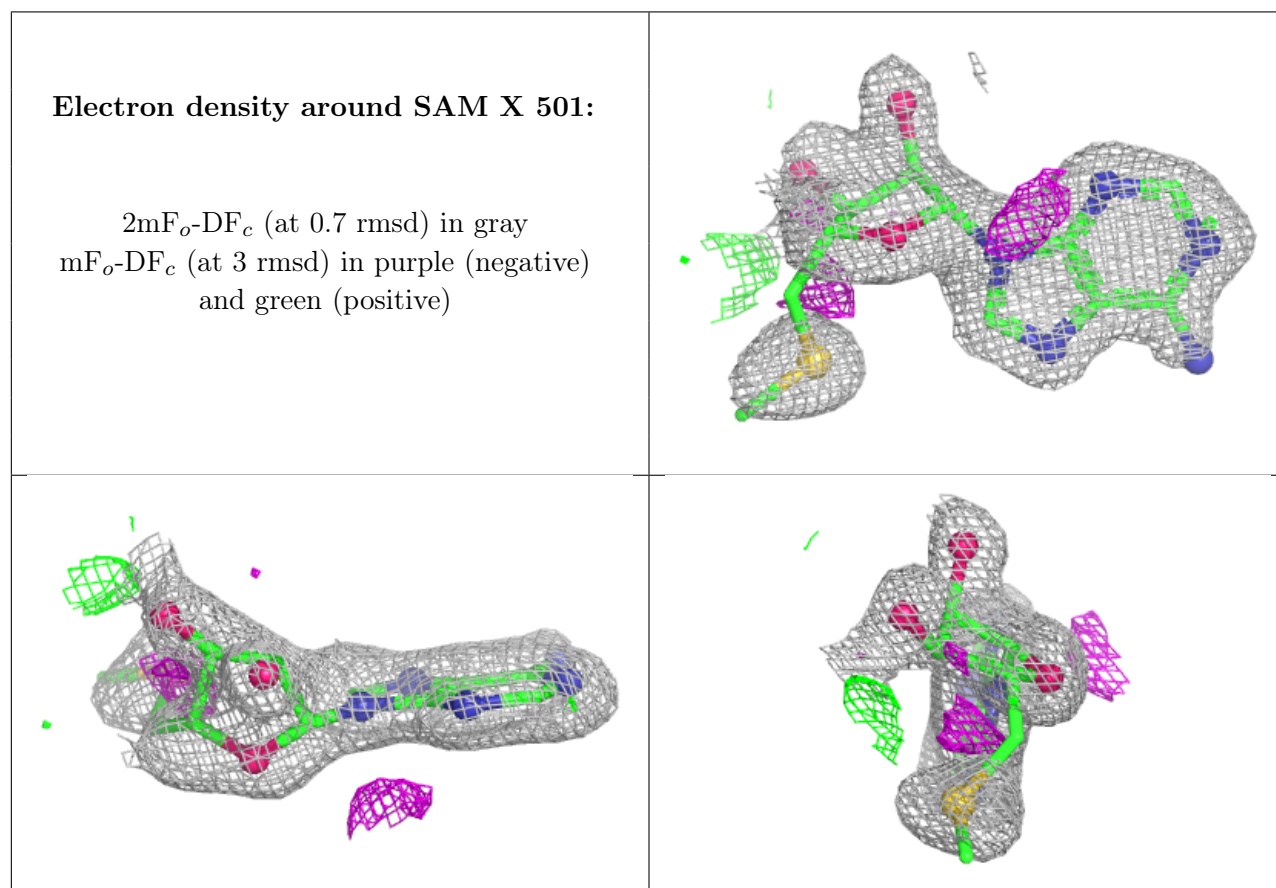 Electron density around SAM X 501:
2mFo-DFc (at 0.7 rmsd) in gray
mFo-DFc (at 3 rmsd) in purple (negative)
and green (positive)